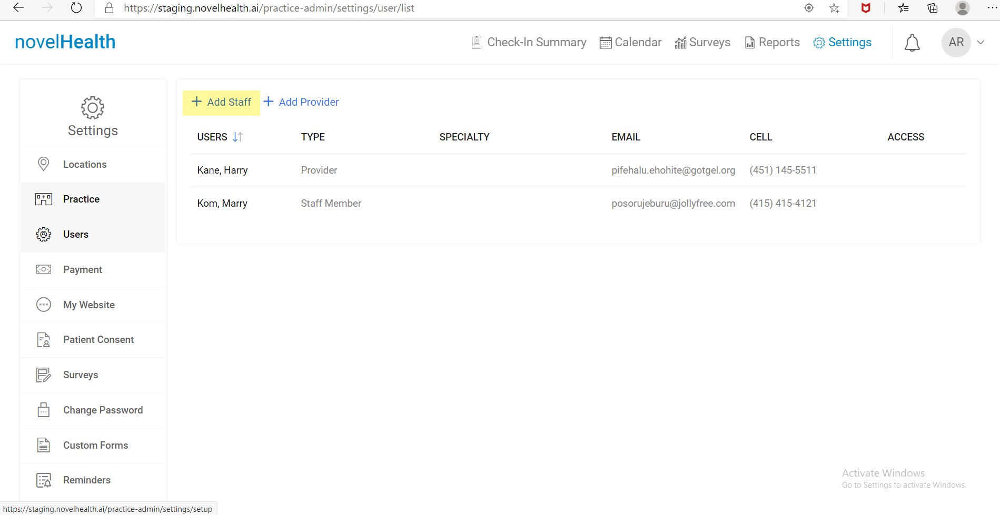 https://staging.novelhealth.ai/practice-admin/settings/user/list
novelHealth
Check-In Summary Calendar Surveys Reports Settings AR
Settings
Locations
Practice
Users
Payment
www My Website
Patient Consent
Surveys
Change Password
Custom Forms
Reminders
+ Add Staff + Add Provider
USERS TYPE SPECIALTY EMAIL CELL ACCESS
Kane, Harry Provider pifehalu.ehohite@gotgel.org (451) 145-5511
Kom, Marry Staff Member posorujeburu@jollyfree.com (415) 415-4121
Activate Windows
Go to Settings to activate Windows.
https://staging.novelhealth.ai/practice-admin/settings/setup